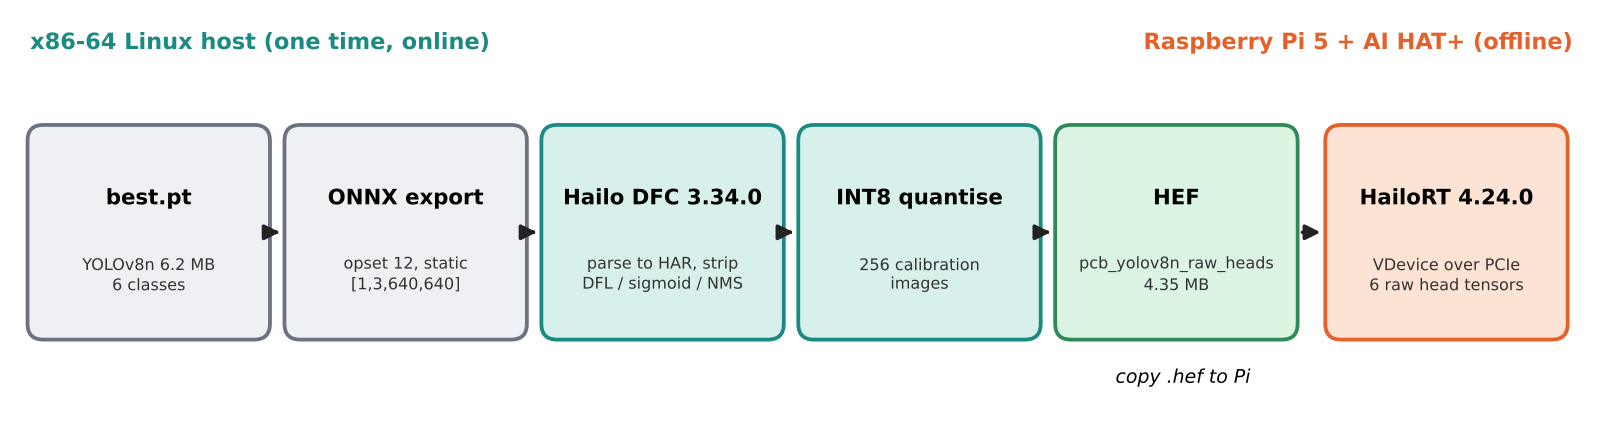 x86-64 Linux host (one time, online)
Raspberry Pi 5 + AI HAT+ (offline)
best.pt
YOLOv8n 6.2 MB
6 classes
ONNX export
opset 12, static
[1,3,640,640]
Hailo DFC 3.34.0
parse to HAR, strip
DFL / sigmoid / NMS
INT8 quantise
256 calibration
images
HEF
pcb_yolov8n_raw_heads
4.35 MB
HailoRT 4.24.0
VDevice over PCIe
6 raw head tensors
copy .hef to Pi